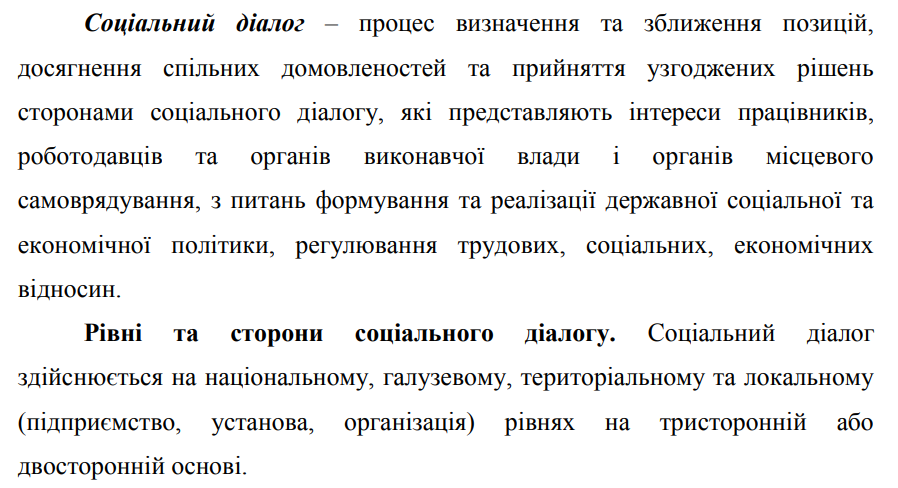 Соціальний діалог – процес визначення та зближення позицій,
досягнення спільних домовленостей та прийняття узгоджених рішень
сторонами соціального діалогу, які представляють інтереси працівників,
роботодавців та органів виконавчої влади і органів місцевого
самоврядування, з питань формування та реалізації державної соціальної та
економічної політики, регулювання трудових, соціальних, економічних
відносин.
Рівні та сторони соціального діалогу. Соціальний діалог
здійснюється на національному, галузевому, територіальному та локальному
(підприємство, установа, організація) рівнях на тристоронній або
двосторонній основі.